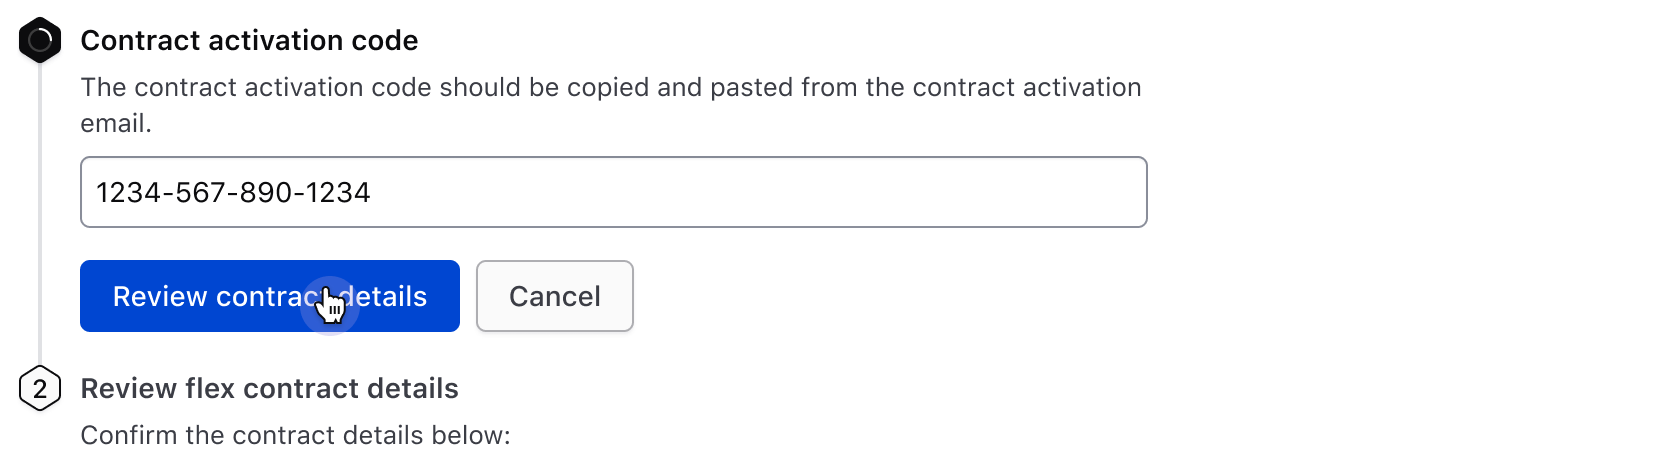 Contract activation code
The contract activation code should be copied and pasted from the contract activation
email.
1234-567-890-1234
Review contract details
Cancel
2
Review flex contract details
Confirm the contract details below: